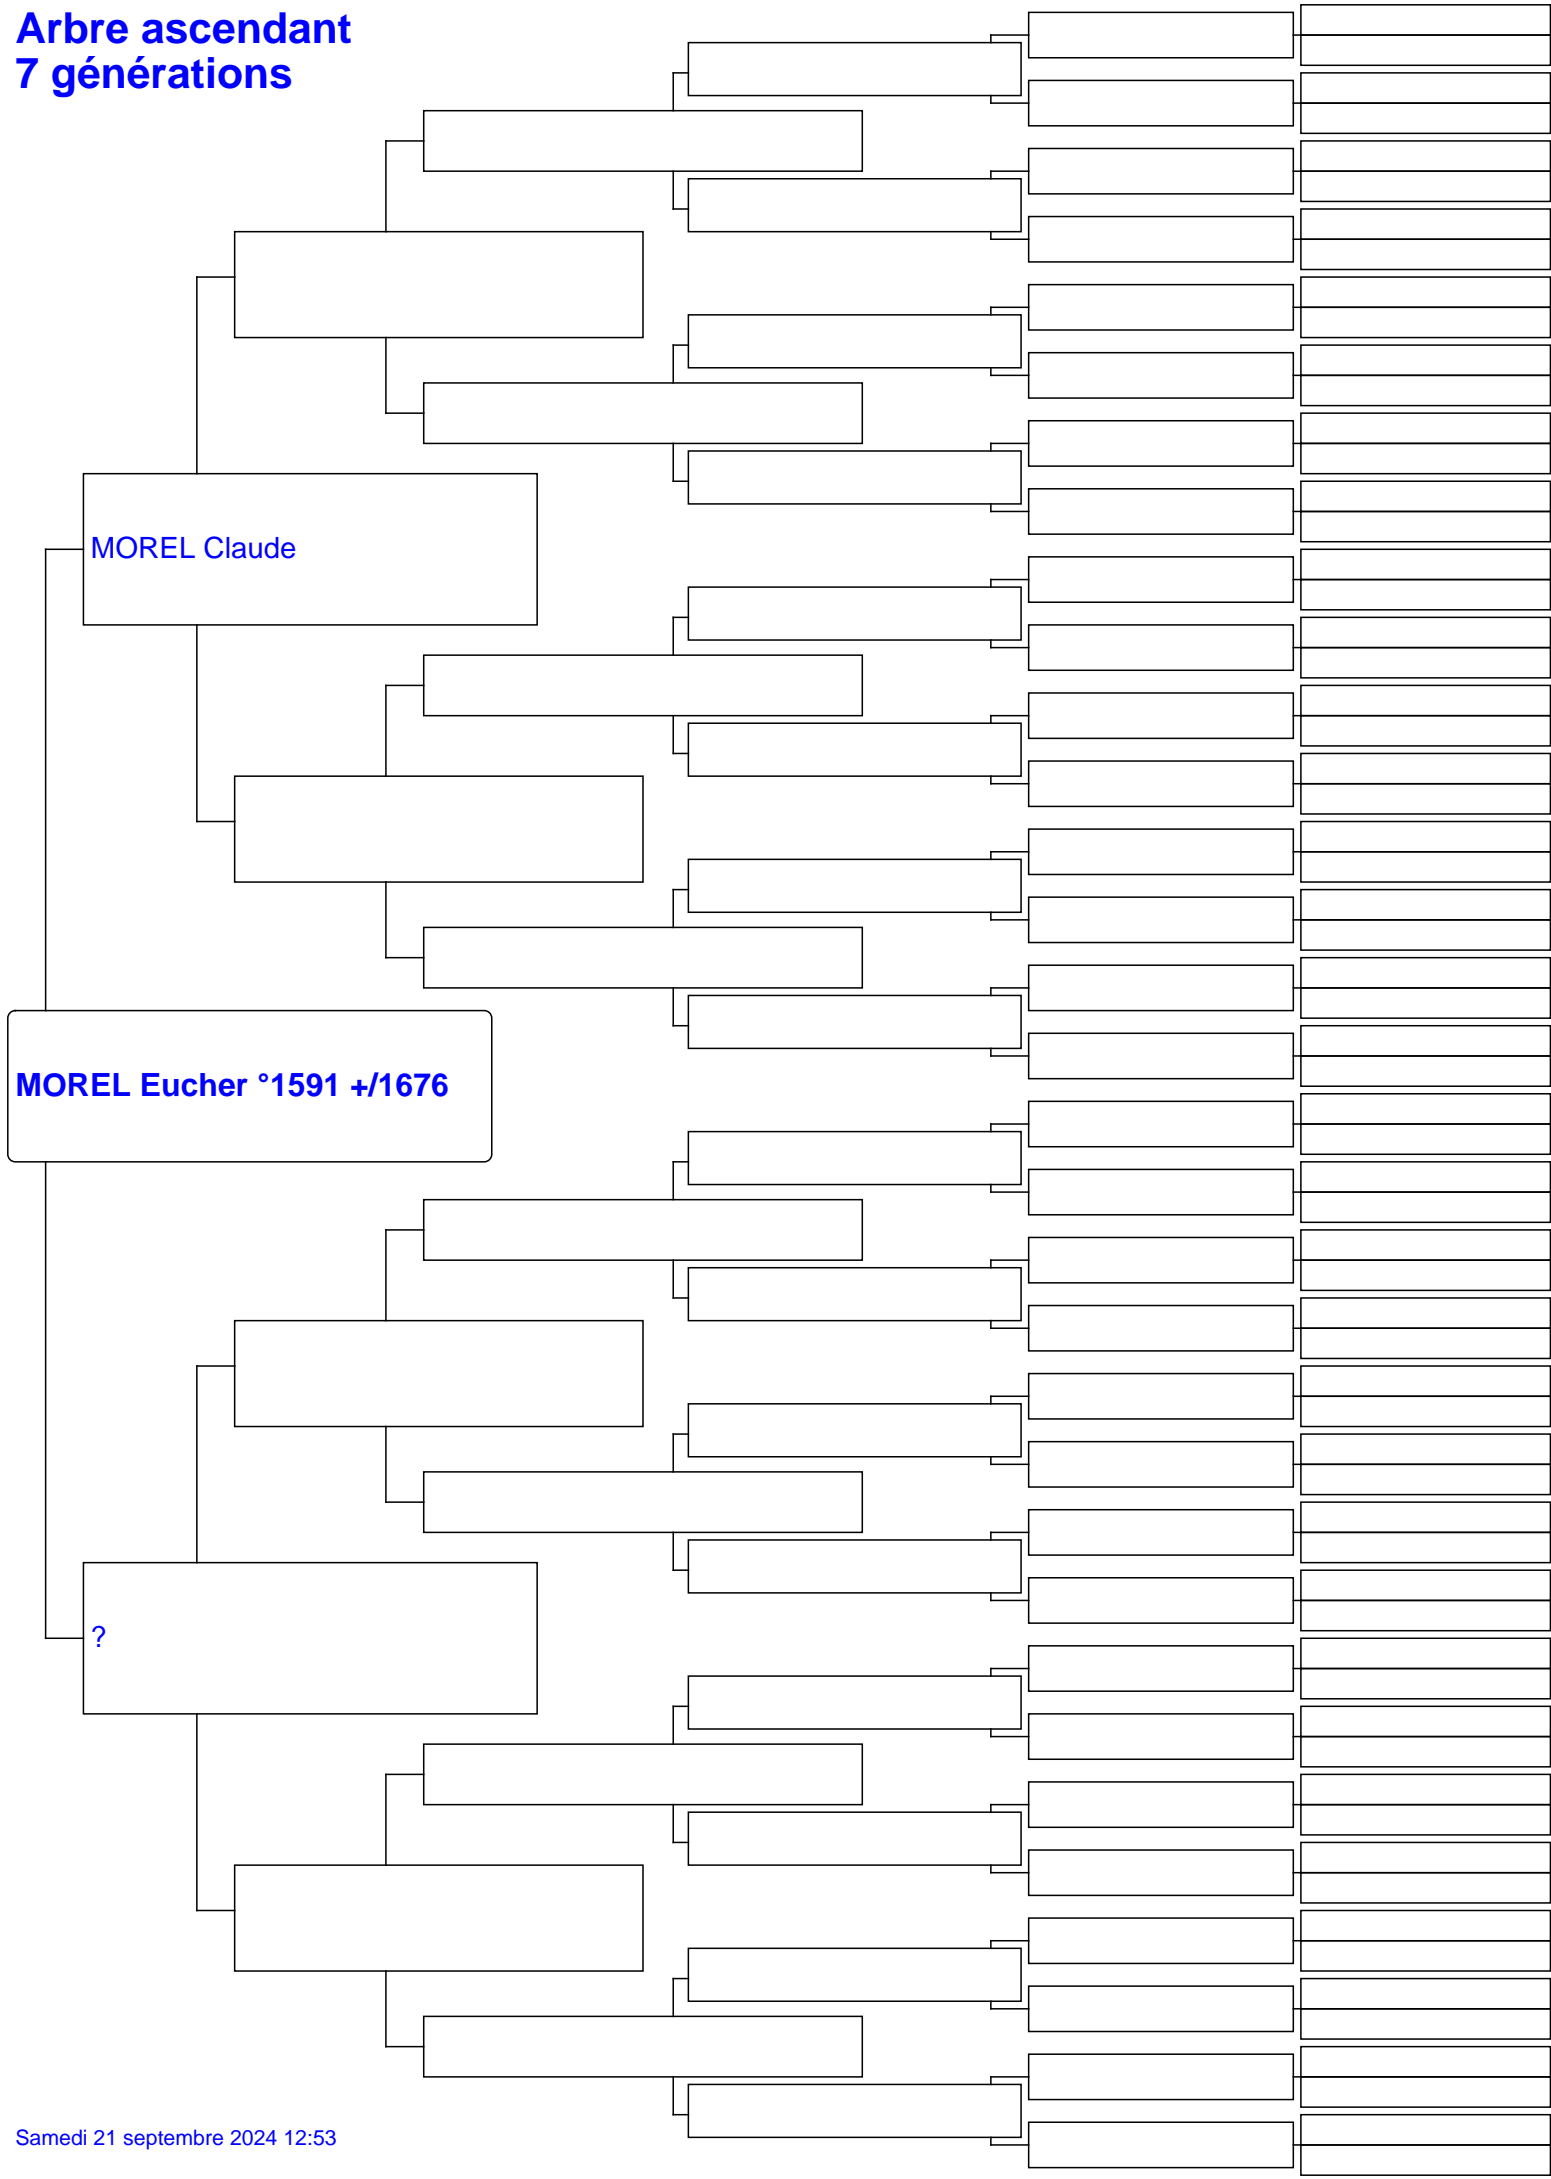 Arbre ascendant
7 générations
MOREL Claude
MOREL Eucher °1591 +/1676
?
Samedi 21 septembre 2024 12:53